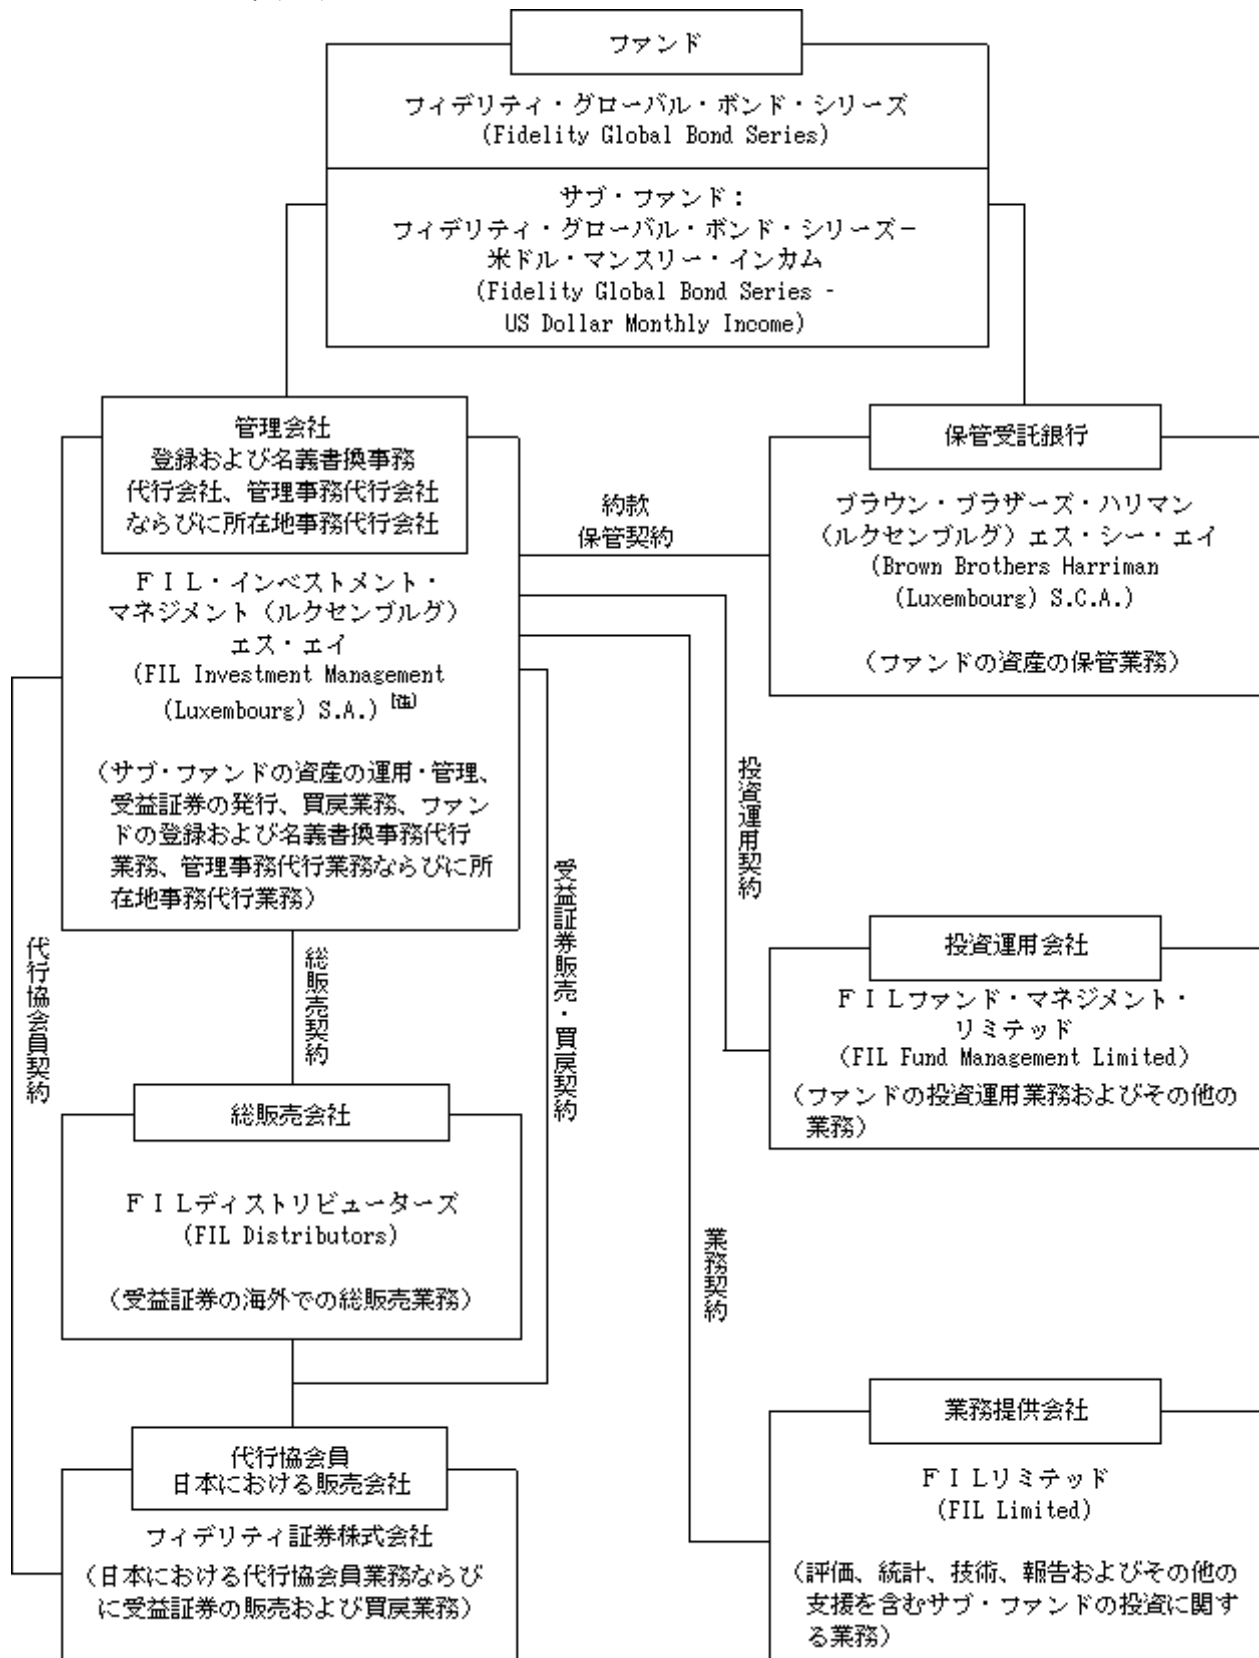 ファンド
フィデリティ・グローバル・ボンド・シリーズ
(Fidelity Global Bond Series)
サブ・ファンド:
フィデリティ・グローバル・ボンド・シリーズ-
米ドル・マンスリー・インカム
(Fidelity Global Bond Series -
US Dollar Monthly Income)
管理会社
登録および名義書換事務
代行会社、管理事務代行会社
ならびに所在地事務代行会社
FIL・インベストメント・
マネジメント(ルクセンブルグ)
エス・エイ
(FIL Investment Management
(Luxembourg) S.A.) [注]
(サブ・ファンドの資産の運用・管理、
受益証券の発行、買戻業務、ファン
ドの登録および名義書換事務代行
業務、管理事務代行業務ならびに所
在地事務代行業務)
約款
保管契約
保管受託銀行
ブラウン・ブラザーズ・ハリマン
(ルクセンブルグ)エス・シー・エイ
(Brown Brothers Harriman
(Luxembourg) S.C.A.)
(ファンドの資産の保管業務)
代行協会員契約
総販売契約
受益証券販売・買戻契約
投資運用契約
投資運用会社
FILファンド・マネジメント・
リミテッド
(FIL Fund Management Limited)
(ファンドの投資運用業務およびその他の
業務)
総販売会社
FILディストリビューターズ
(FIL Distributors)
(受益証券の海外での総販売業務)
業務契約
代行協会員
日本における販売会社
フィデリティ証券株式会社
(日本における代行協会員業務ならび
に受益証券の販売および買戻業務)
業務提供会社
FILリミテッド
(FIL Limited)
(評価、統計、技術、報告およびその他の
支援を含むサブ・ファンドの投資に関す
る業務)